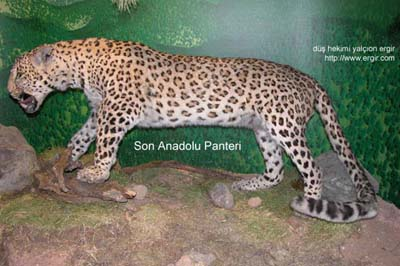 düş hekimi yalçıon ergir
http://www.ergir.com
Son Anadolu Panteri